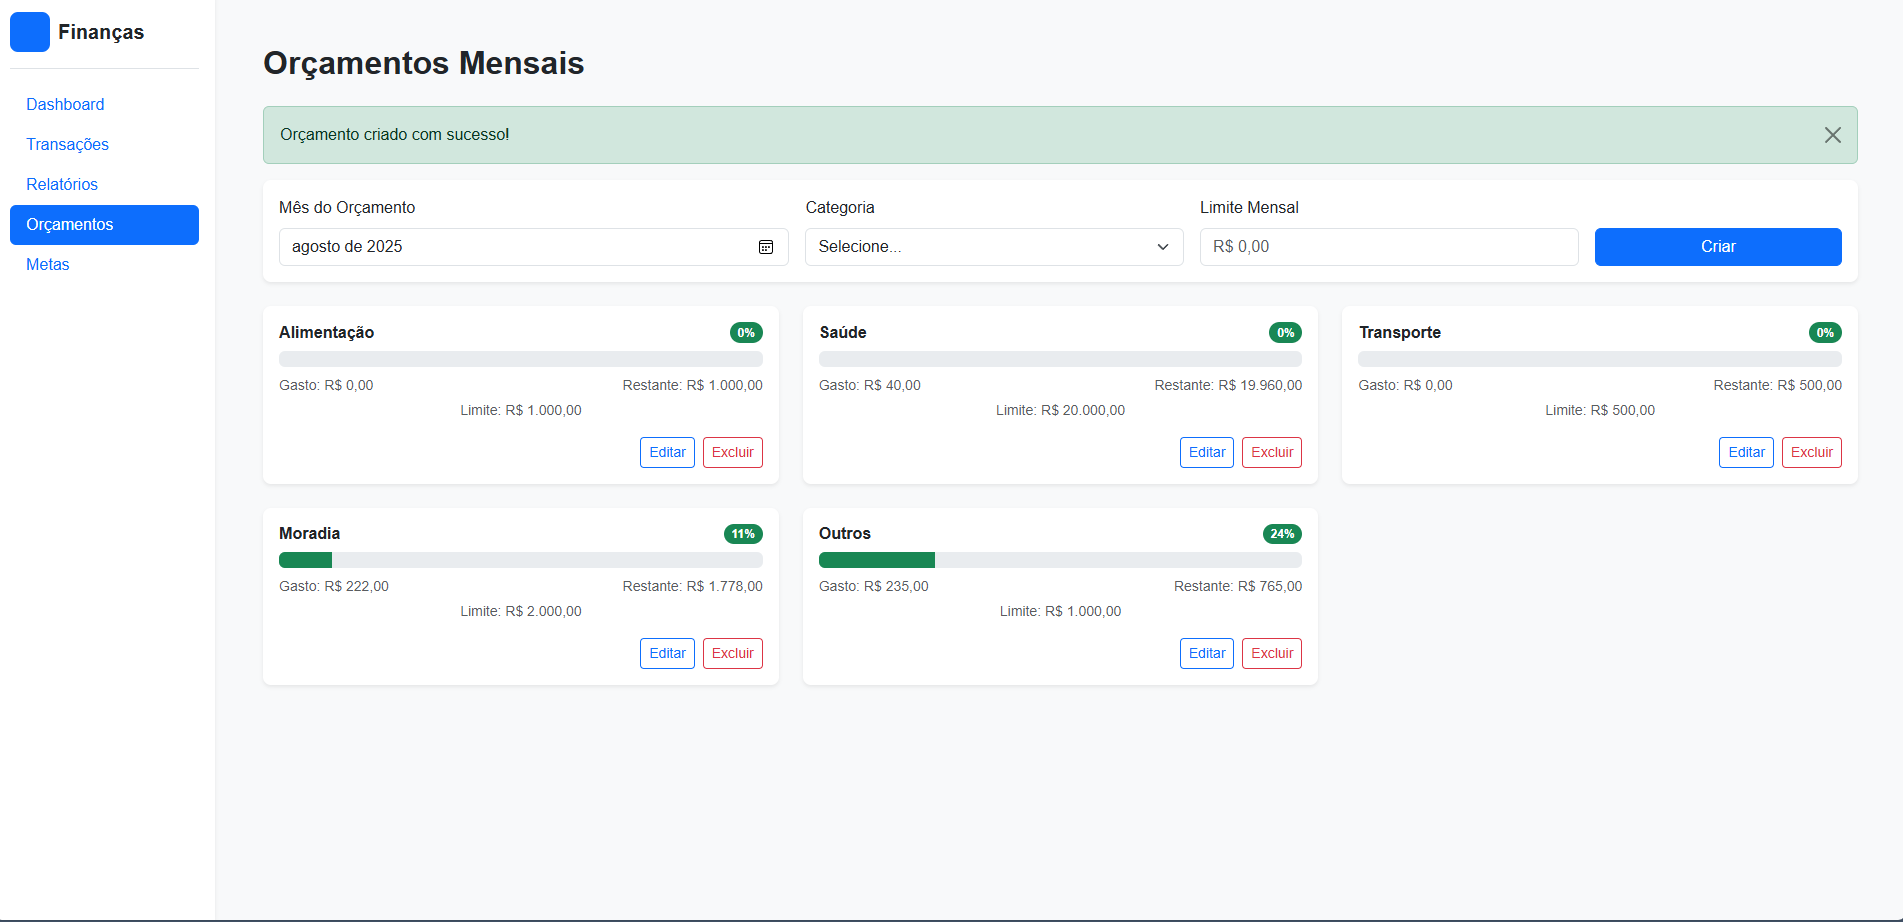 Finanças
Dashboard
Transações
Relatórios
Orçamentos
Metas
Orçamentos Mensais
Orçamento criado com sucesso!
Mês do Orçamento
Categoria
Limite Mensal
agosto de 2025
Selecione...
R$ 0,00
Criar
Alimentação
0%
Gasto: R$ 0,00
Restante: R$ 1.000,00
Limite: R$ 1.000,00
Editar
Excluir
Saúde
0%
Gasto: R$ 40,00
Restante: R$ 19.960,00
Limite: R$ 20.000,00
Editar
Excluir
Transporte
0%
Gasto: R$ 0,00
Restante: R$ 500,00
Limite: R$ 500,00
Editar
Excluir
Moradia
11%
Gasto: R$ 222,00
Restante: R$ 1.778,00
Limite: R$ 2.000,00
Editar
Excluir
Outros
24%
Gasto: R$ 235,00
Restante: R$ 765,00
Limite: R$ 1.000,00
Editar
Excluir